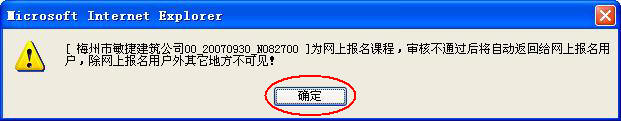 Microsoft Internet Explorer
[ 梅州市敏捷建筑公司00_20070930_N082700 ]为网上报名课程，审核不通过后将自动返回给网上报名用
户，除网上报名用户外其它地方不可见！
确定